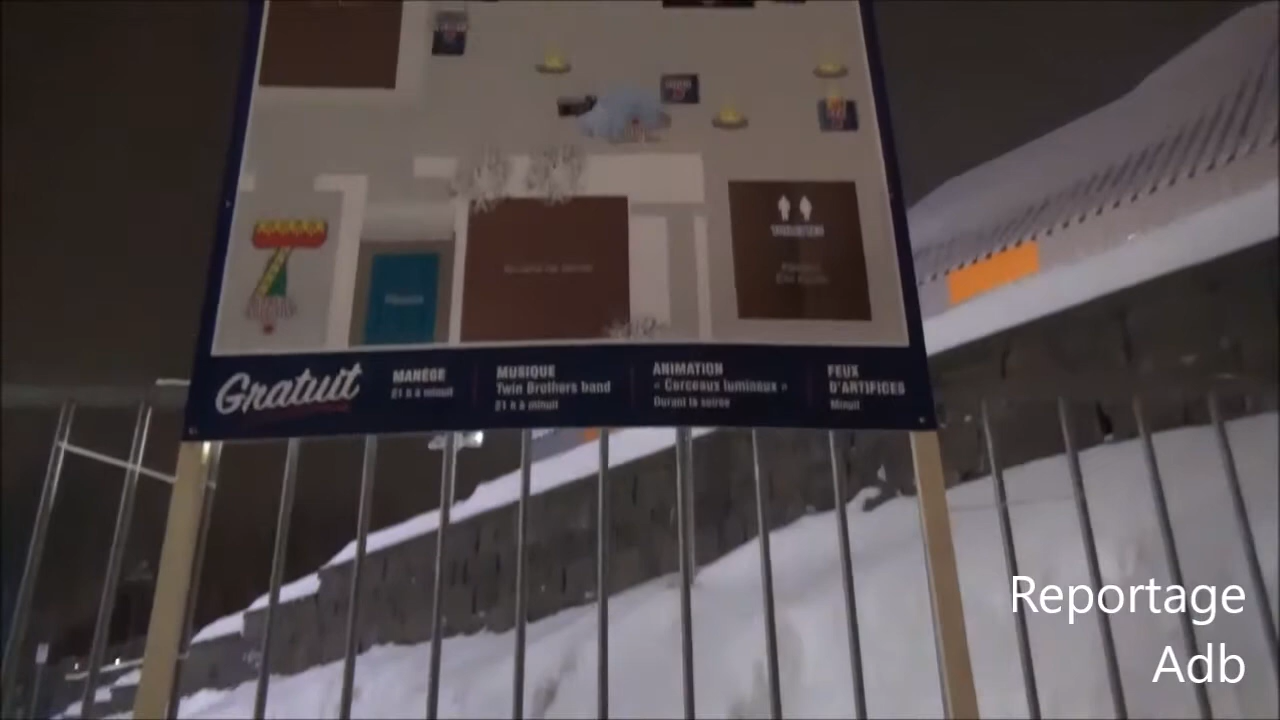 TOILETTES
Gratuit
MANÈGE
21 h à minuit
MUSIQUE
Twin Brothers band
21 h à minuit
ANIMATION
« Cerceaux lumineux »
Durant la soirée
FEUX
D'ARTIFICES
Minuit
Reportage
Adb